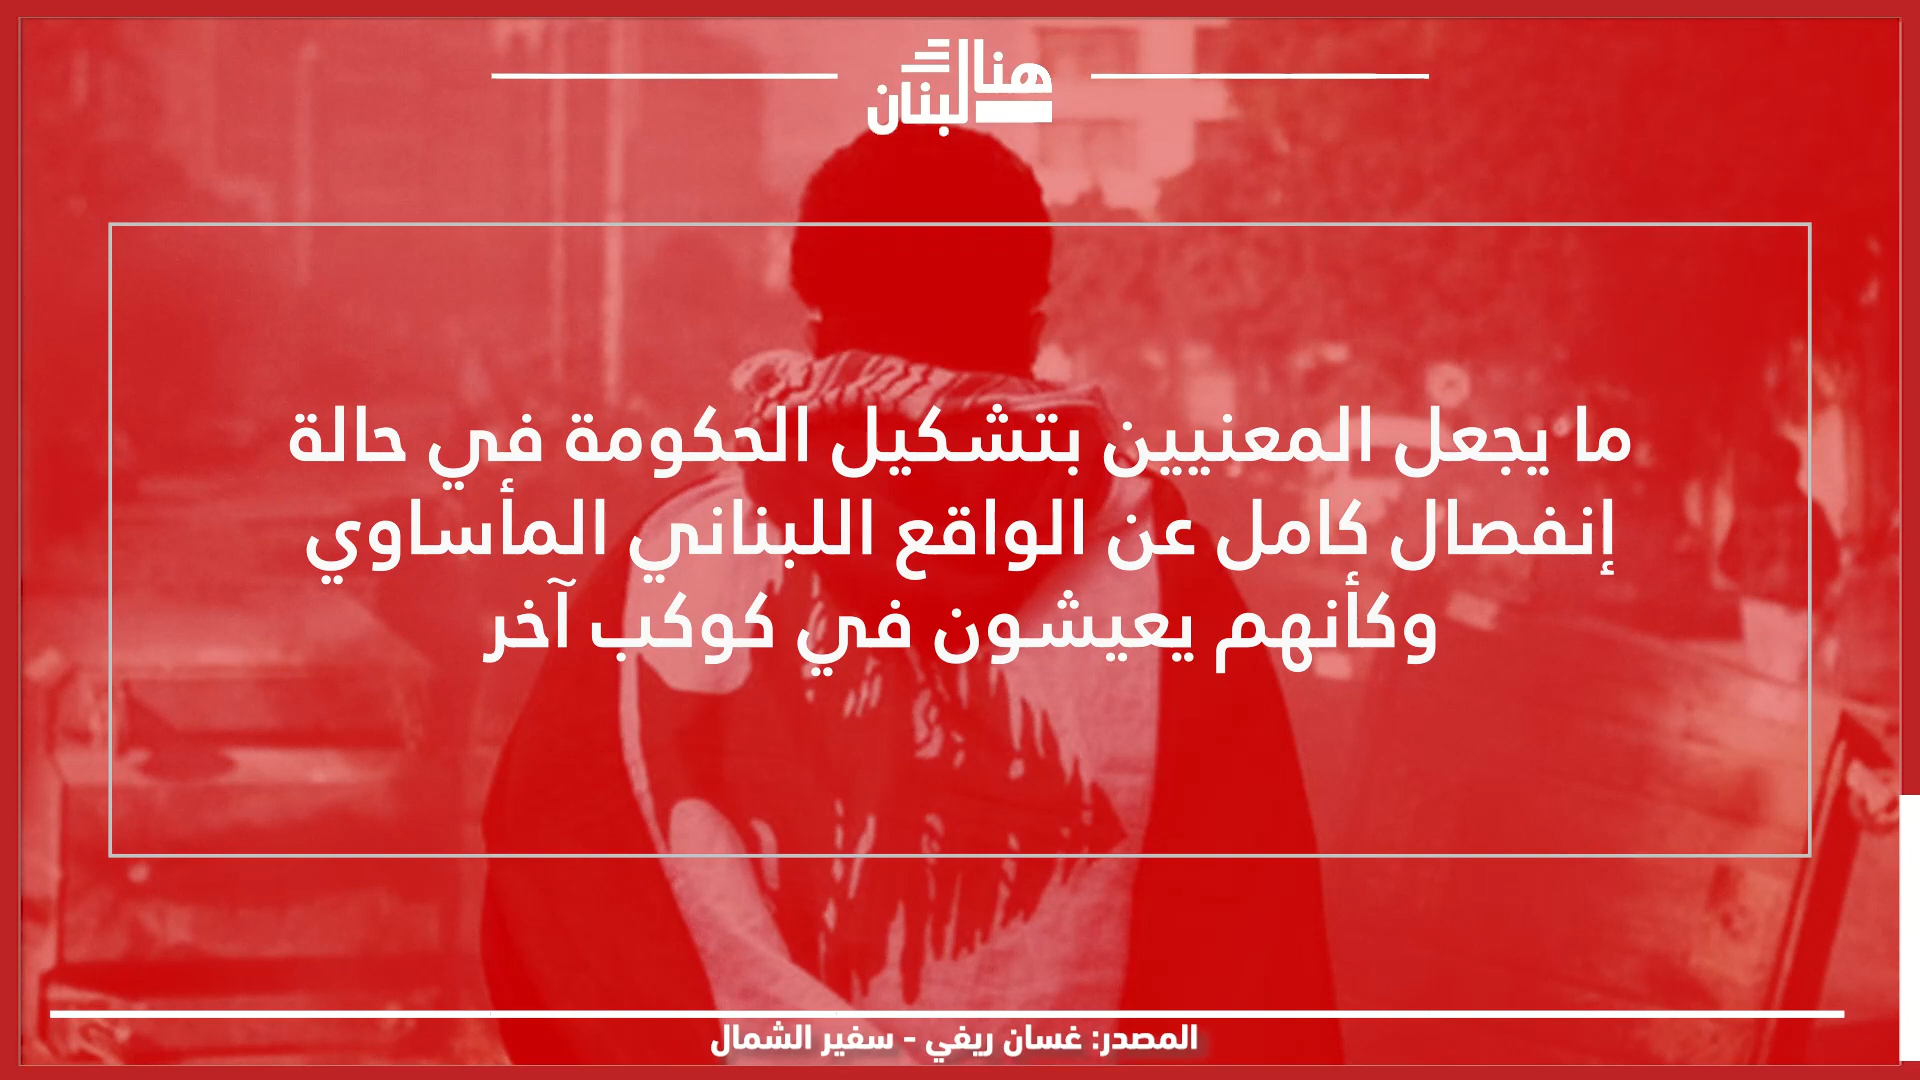 هنا لبنان
ما يجعل المعنيين بتشكيل الحكومة في حالة
إنفصال كامل عن الواقع اللبناني المأساوي
وكأنهم يعيشون في كوكب آخر
المصدر: غسان ريفي - سفير الشمال